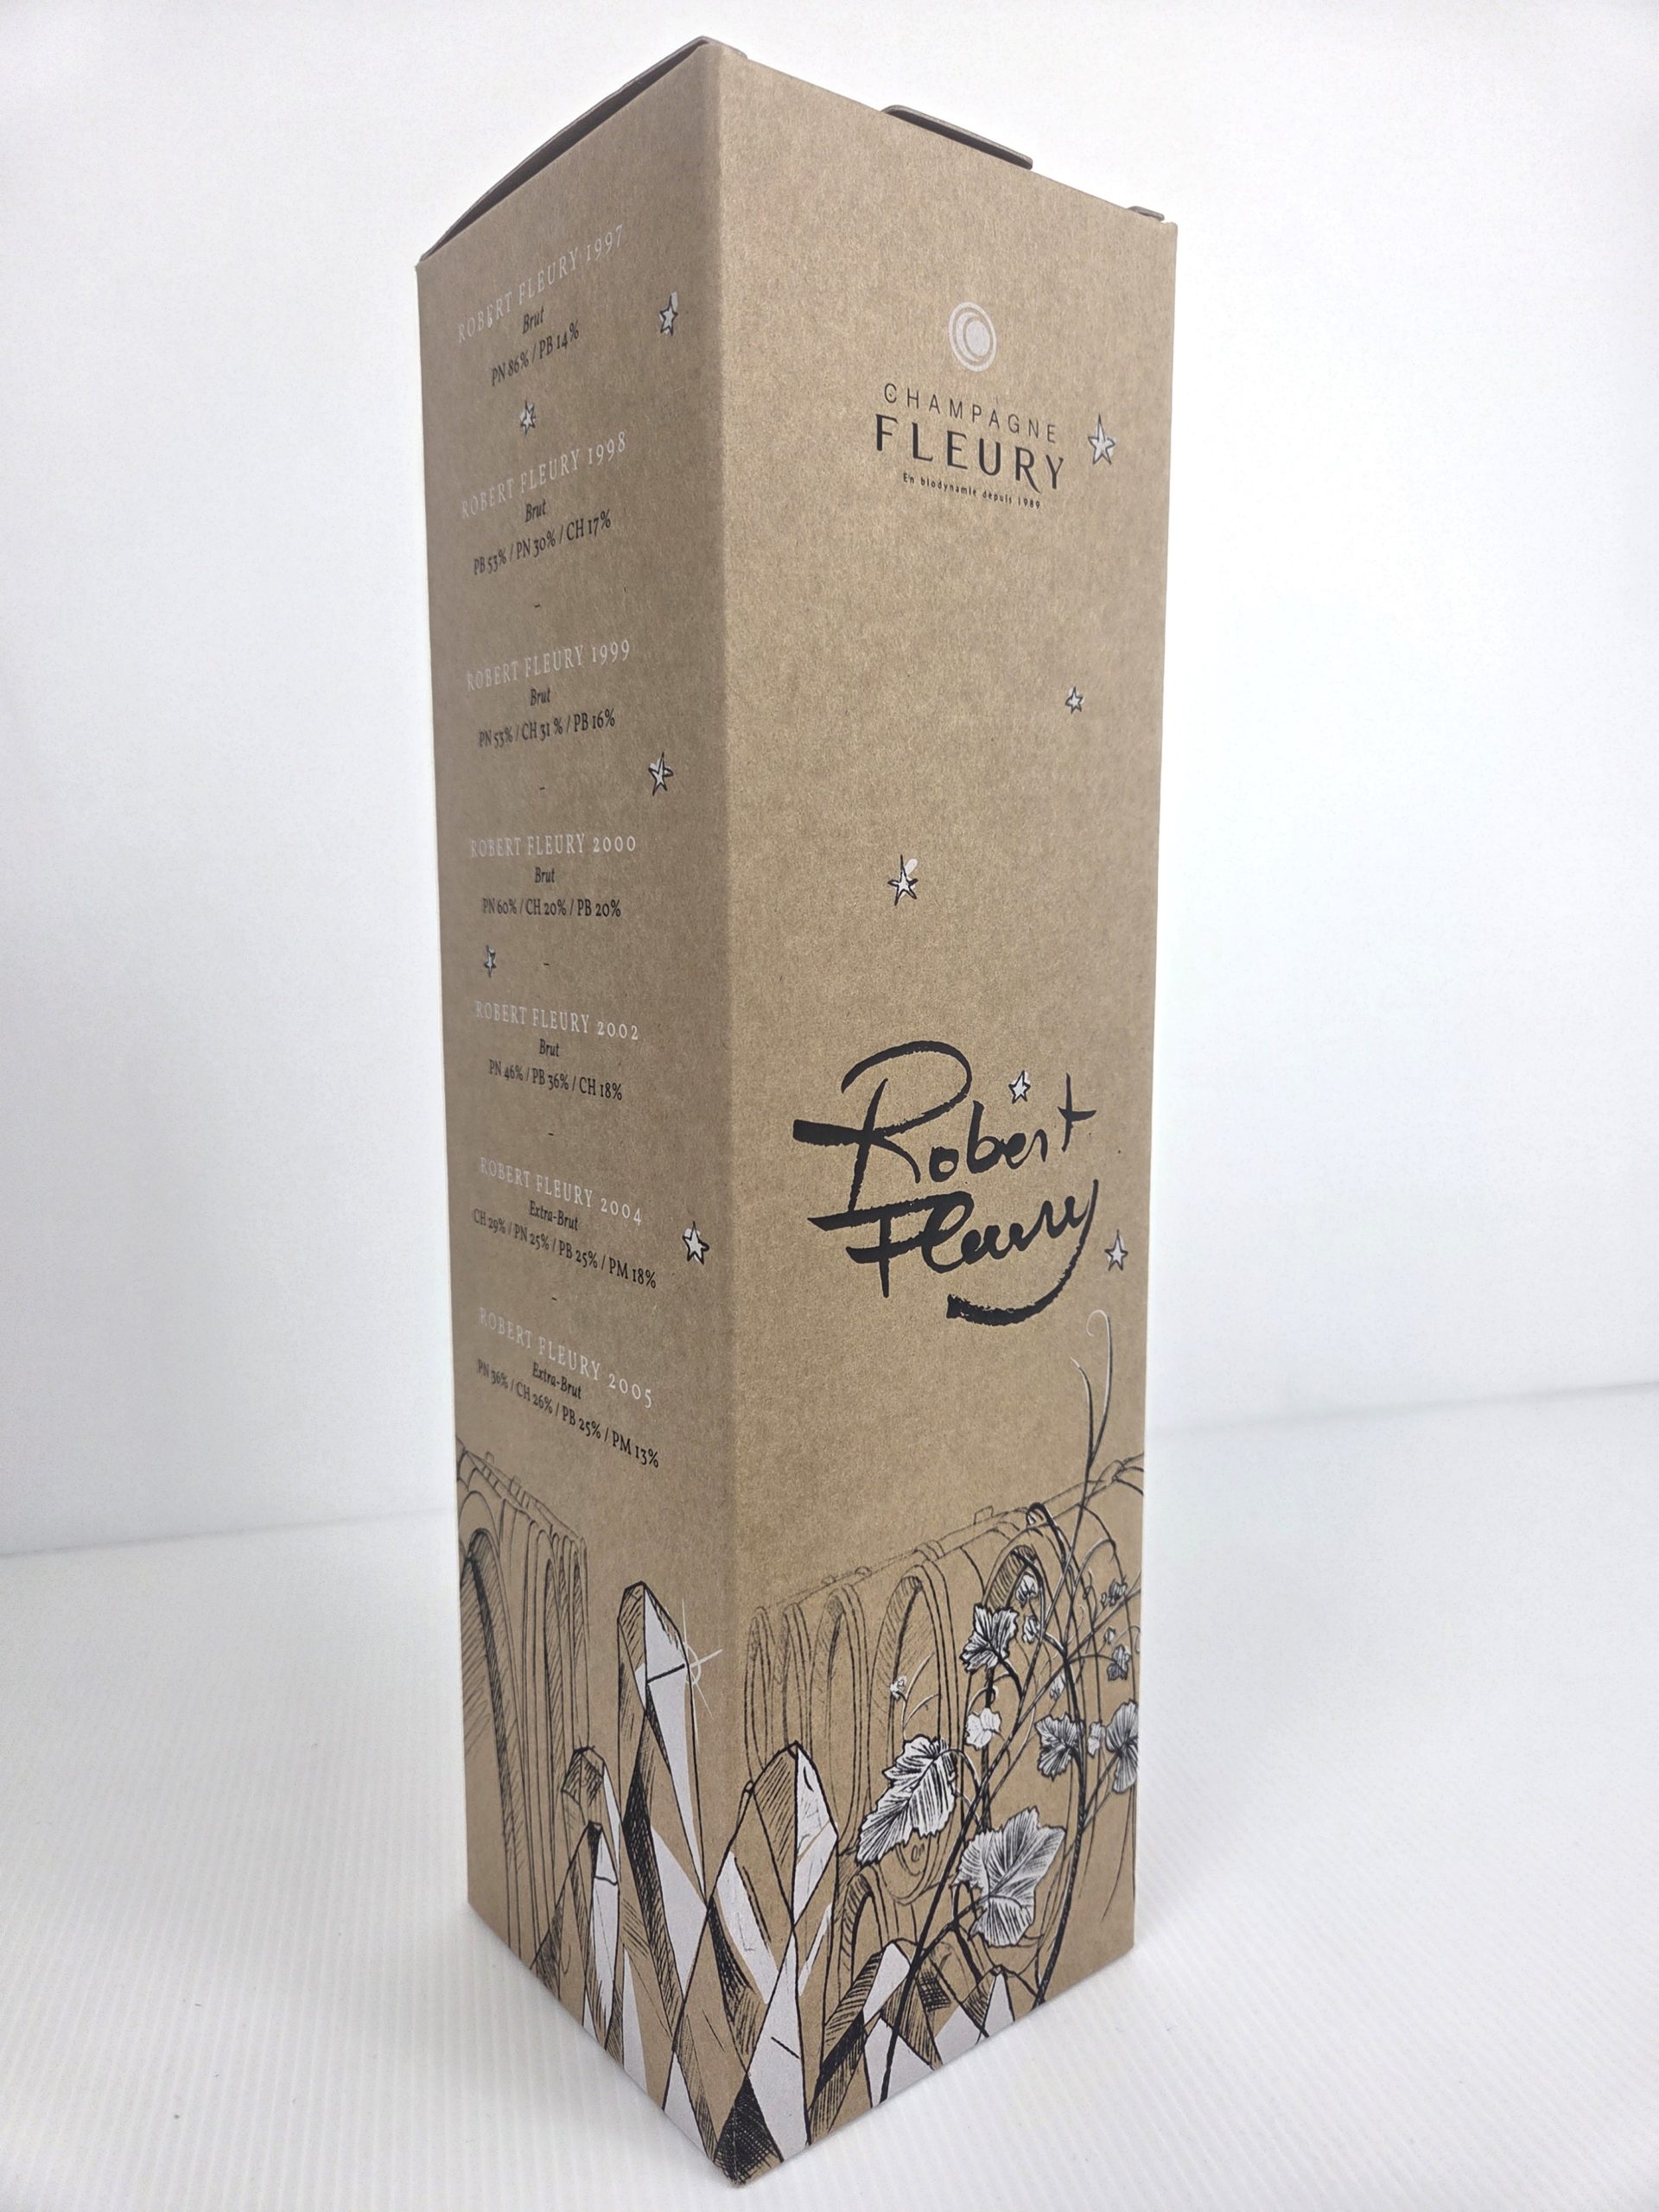 ROBERT FLEURY 1997
Brut
PN 86% / PB 14%
ROBERT FLEURY 1998
Brut
PB 53% / PN 30% / CH 17%
-
ROBERT FLEURY 1999
Brut
PN 53% / CH 31 % / PB 16%
-
ROBERT FLEURY 2000
Brut
PN 60% / CH 20% / PB 20%
-
ROBERT FLEURY 2002
Brut
PN 46% / PB 36% / CH 18%
-
ROBERT FLEURY 2004
Extra-Brut
CH 29% / PN 25% / PB 25% / PM 18%
-
ROBERT FLEURY 2005
Extra-Brut
PN 36% / CH 26% / PB 25% / PM 13%
CHAMPAGNE
FLEURY
En biodynamie depuis 1989
Robert
Fleury